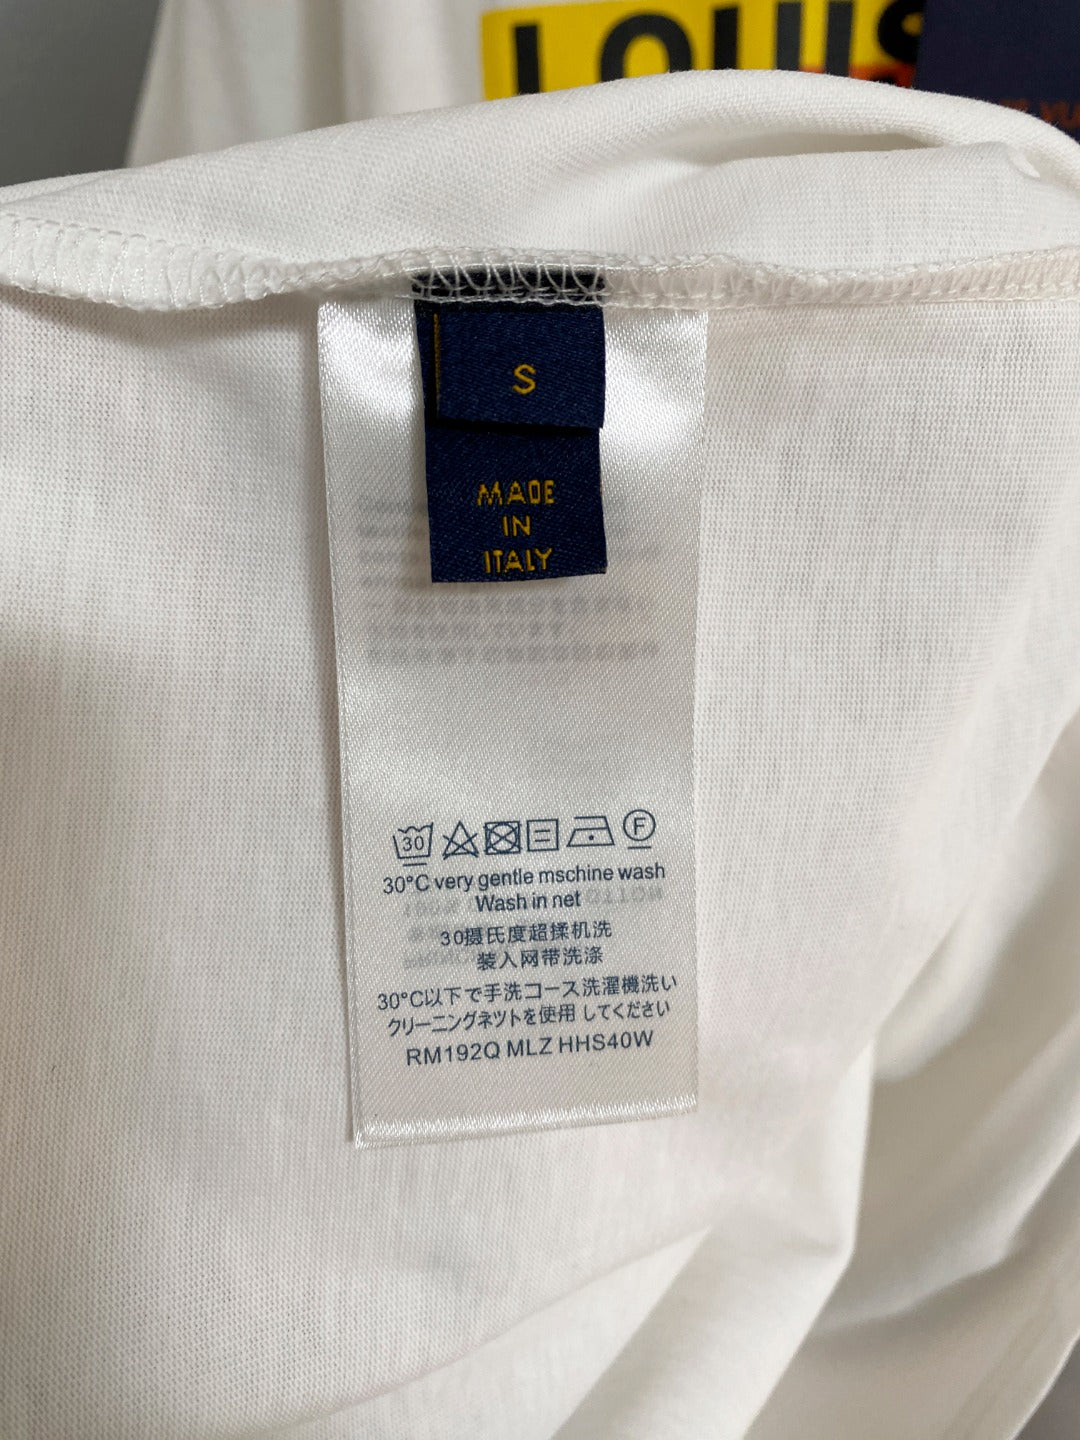 LOUIS
S
MADE
IN
ITALY
30 F
30°C very gentle mschine wash
Wash in net
30摄氏度超揉机洗
装入网带洗涤
30°C以下で手洗コース洗濯機洗い
クリーニングネツトを使用 してください
RM192Q MLZ HHS40W